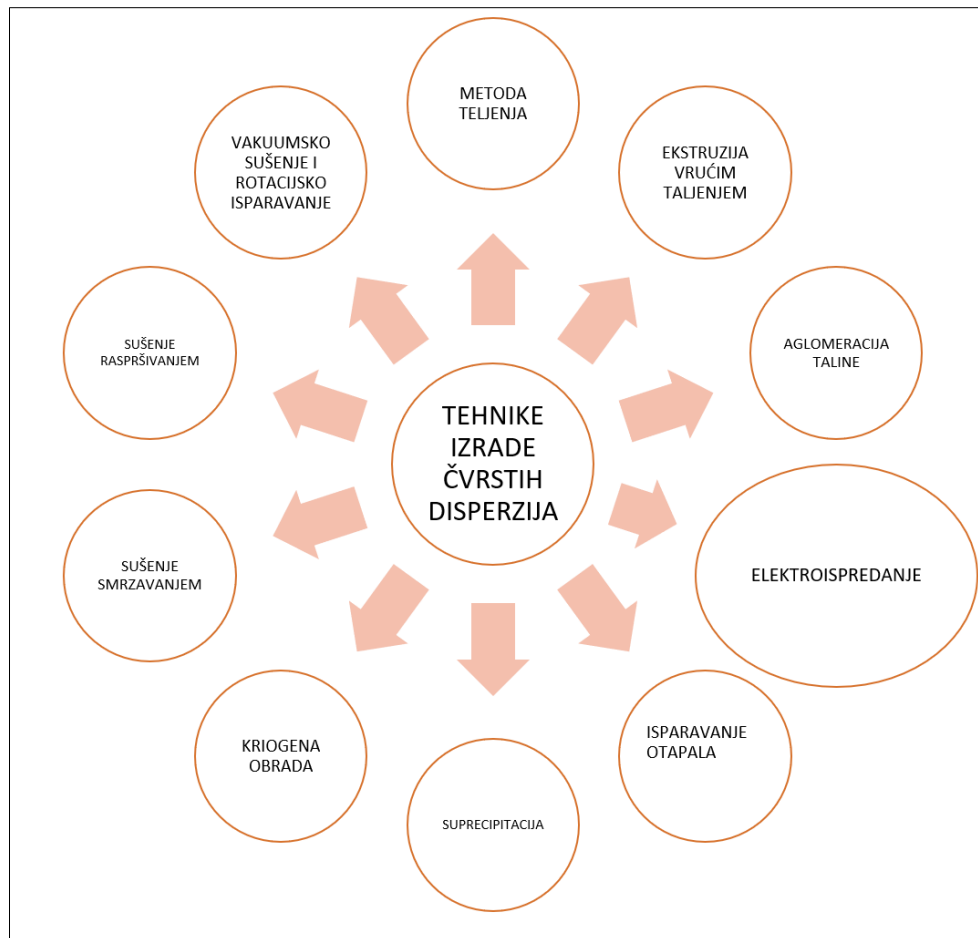 METODA
TELJENJA
VAKUUMSKO
SUŠENJE I
ROTACIJSKO
ISPARAVANJE
EKSTRUZIJA
VRUĆIM
TALJENJEM
SUŠENJE
RASPRŠIVANJEM
AGLOMERACIJA
TALINE
TEHNIKE
IZRADE
ČVRSTIH
DISPERZIJA
SUŠENJE
SMRZAVANJEM
ELEKTROISPREDANJE
KRIOGENA
OBRADA
ISPARAVANJE
OTAPALA
SUPRECIPITACIJA